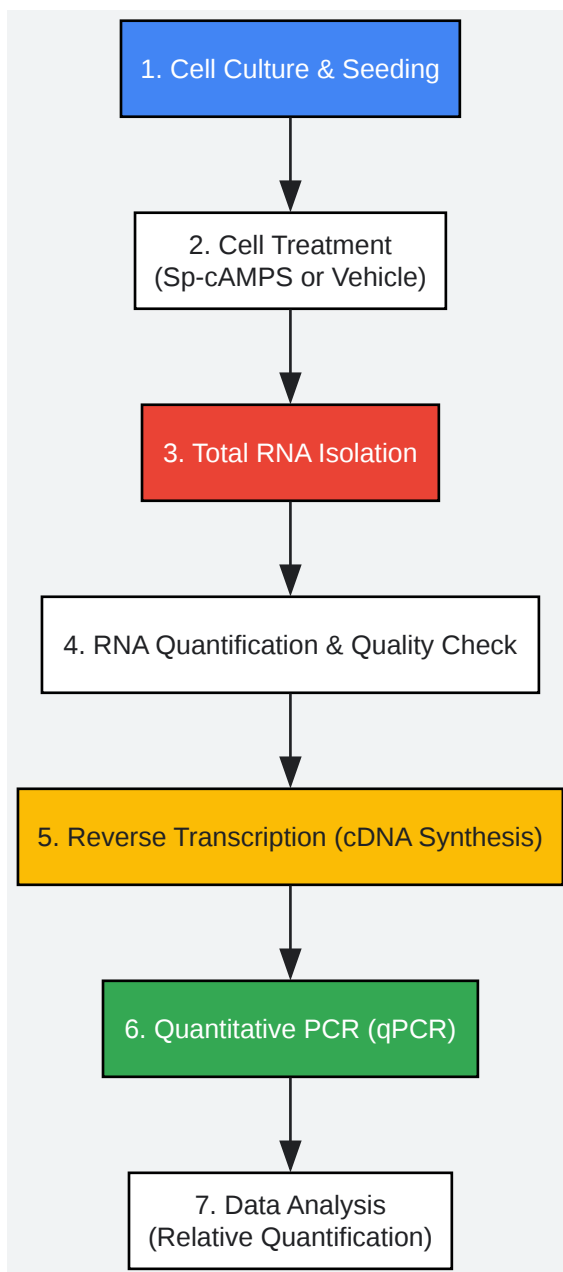 1. Cell Culture & Seeding
2. Cell Treatment
(Sp-cAMPS or Vehicle)
3. Total RNA Isolation
4. RNA Quantification & Quality Check
5. Reverse Transcription (cDNA Synthesis)
6. Quantitative PCR (qPCR)
7. Data Analysis
(Relative Quantification)